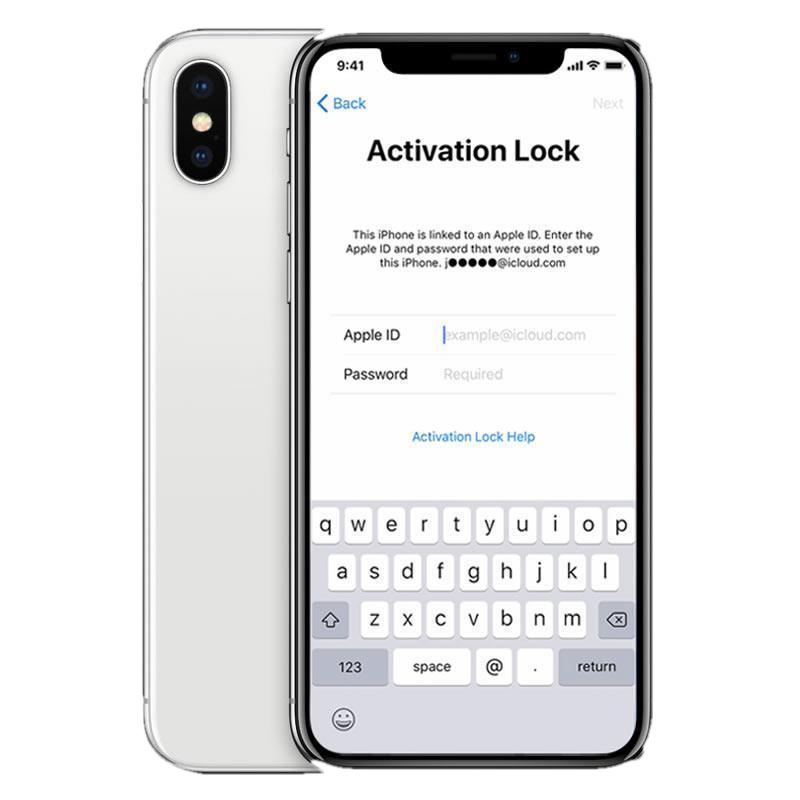 9:41
Back Next
Activation Lock
This iPhone is linked to an Apple ID. Enter the
Apple ID and password that were used to set up
this iPhone. j●●●●●@icloud.com
Apple ID example@icloud.com
Password Required
Activation Lock Help
q w e r t y u i o p
a s d f g h j k l
z x c v b n m
123 space @ . return